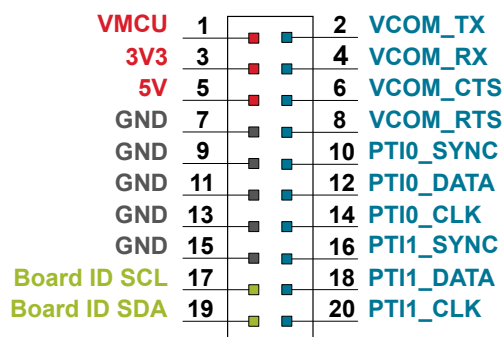 VMCU 1 2 VCOM_TX
3V3 3 4 VCOM_RX
5V 5 6 VCOM_CTS
GND 7 8 VCOM_RTS
GND 9 10 PTI0_SYNC
GND 11 12 PTI0_DATA
GND 13 14 PTI0_CLK
GND 15 16 PTI1_SYNC
Board ID SCL 17 18 PTI1_DATA
Board ID SDA 19 20 PTI1_CLK